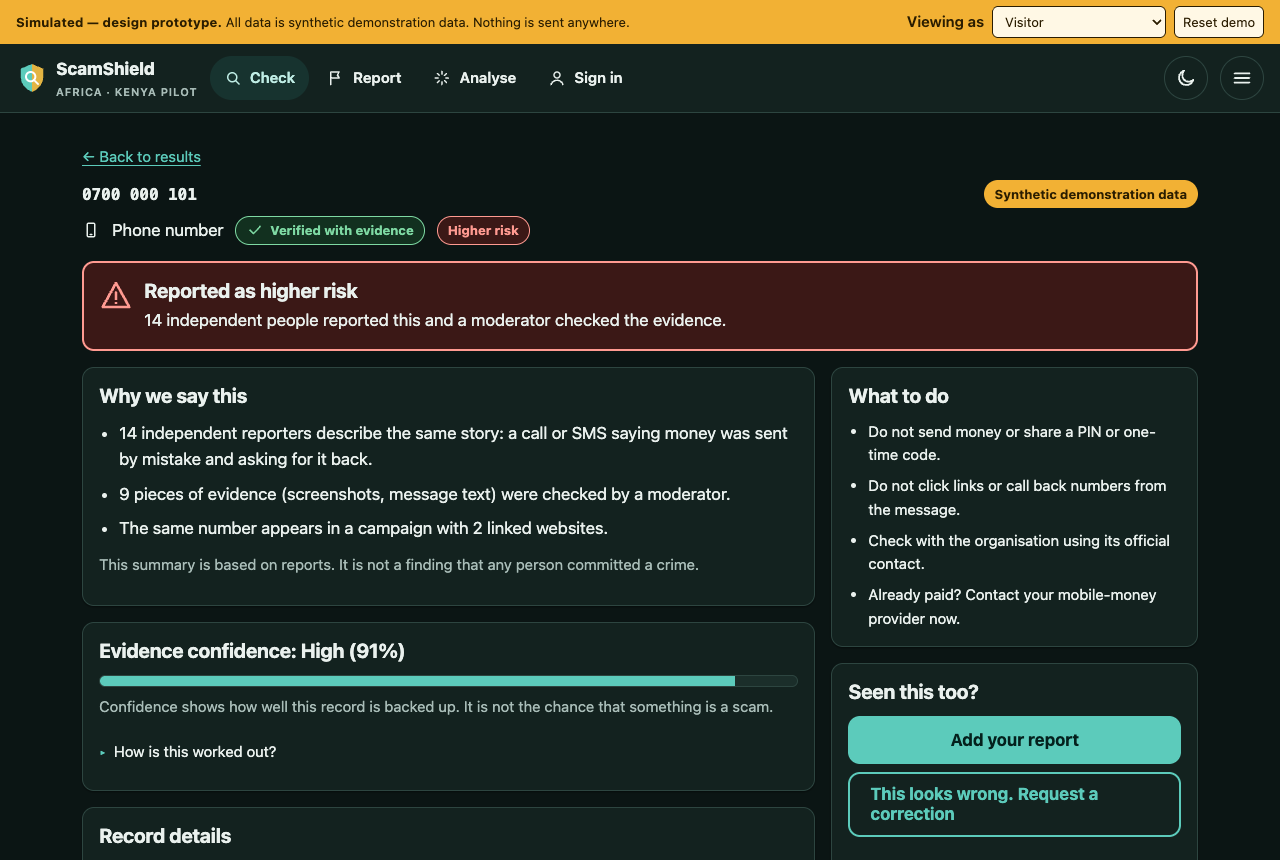 Simulated — design prototype. All data is synthetic demonstration data. Nothing is sent anywhere.
Viewing as
Visitor
Reset demo
ScamShield
AFRICA · KENYA PILOT
Check
Report
Analyse
Sign in
← Back to results
0700 000 101
Synthetic demonstration data
Phone number
Verified with evidence
Higher risk
Reported as higher risk
14 independent people reported this and a moderator checked the evidence.
Why we say this
• 14 independent reporters describe the same story: a call or SMS saying money was sent
by mistake and asking for it back.
• 9 pieces of evidence (screenshots, message text) were checked by a moderator.
• The same number appears in a campaign with 2 linked websites.
This summary is based on reports. It is not a finding that any person committed a crime.
Evidence confidence: High (91%)
Confidence shows how well this record is backed up. It is not the chance that something is a scam.
▸ How is this worked out?
Record details
What to do
• Do not send money or share a PIN or one-
time code.
• Do not click links or call back numbers from
the message.
• Check with the organisation using its official
contact.
• Already paid? Contact your mobile-money
provider now.
Seen this too?
Add your report
This looks wrong. Request a
correction